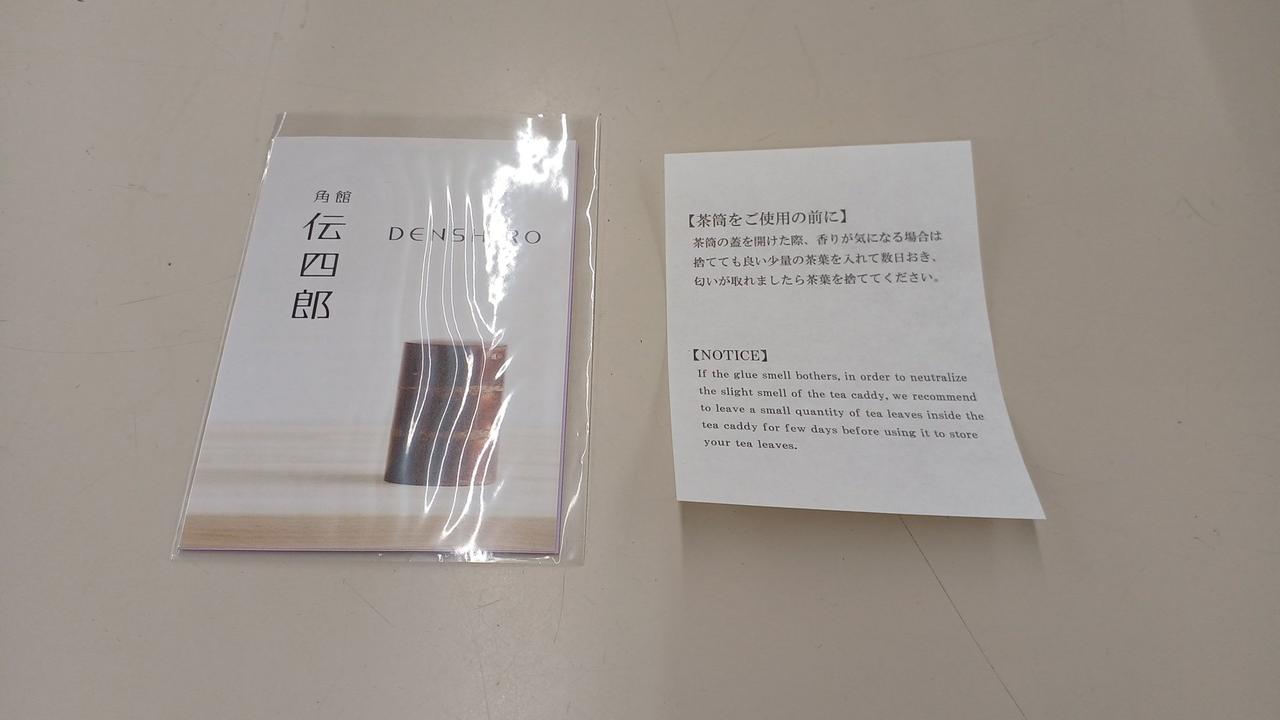 角館
伝四郎
DENSHIRO
【茶筒をご使用の前に】
茶筒の蓋を開けた際、香りが気になる場合は
捨てても良い少量の茶葉を入れて数日おき、
匂いが取れましたら茶葉を捨ててください。
【NOTICE】
If the glue smell bothers, in order to neutralize
the slight smell of the tea caddy, we recommend
to leave a small quantity of tea leaves inside the
tea caddy for few days before using it to store
your tea leaves.